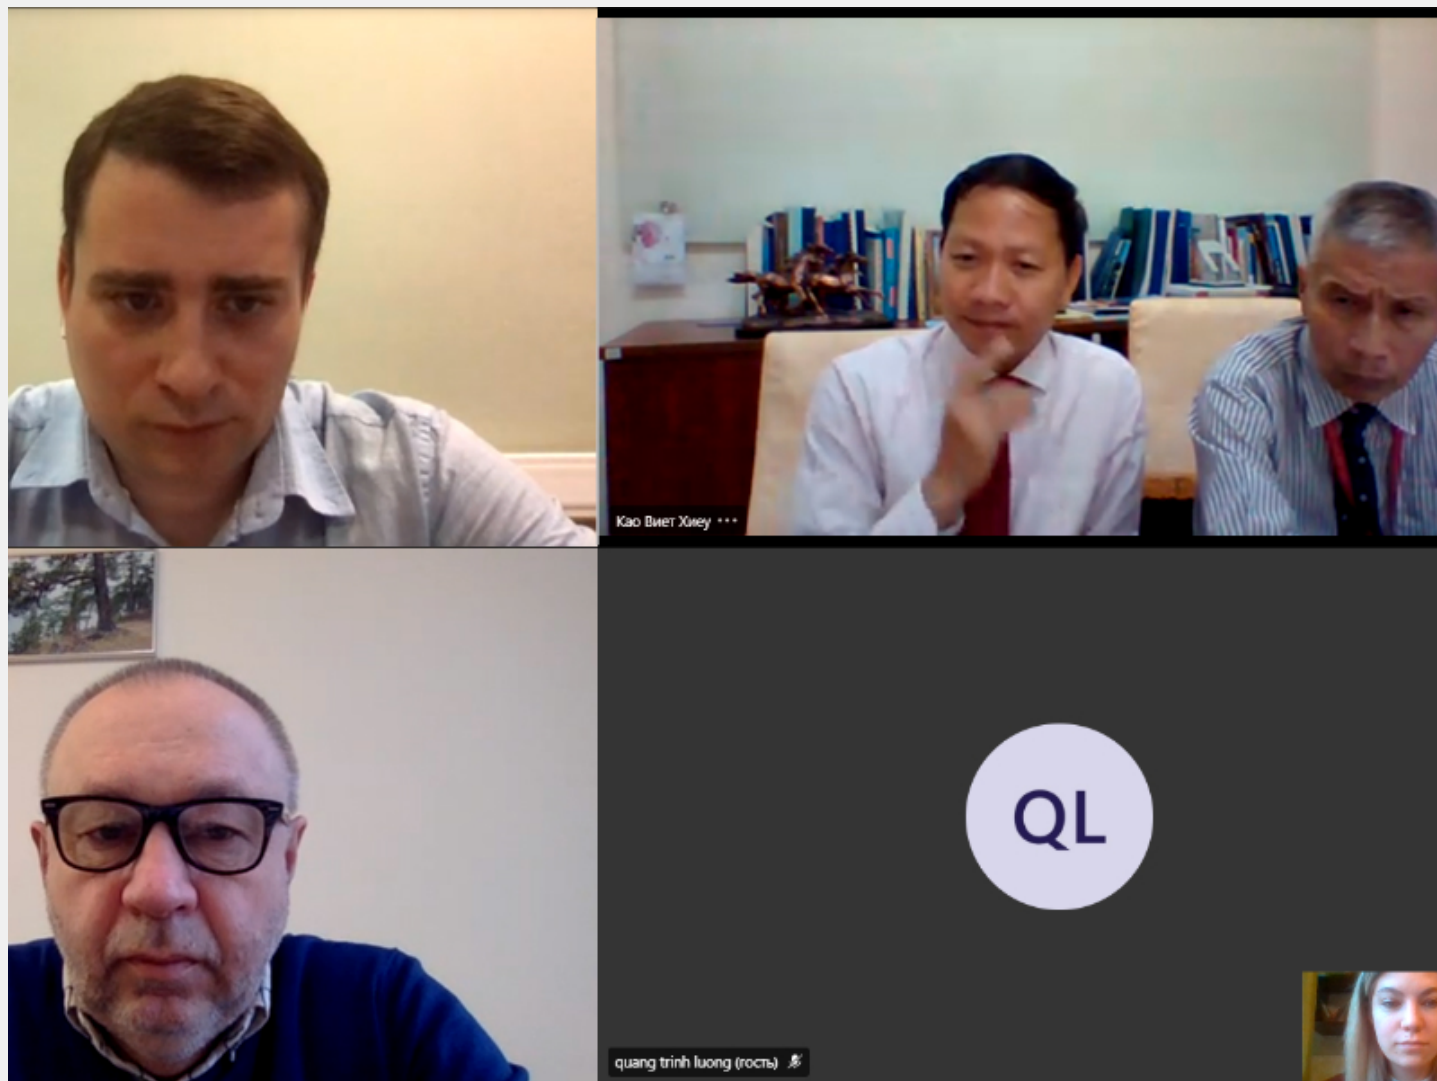 Као Виет Хиеу •••
QL
quang trinh luong (гость)